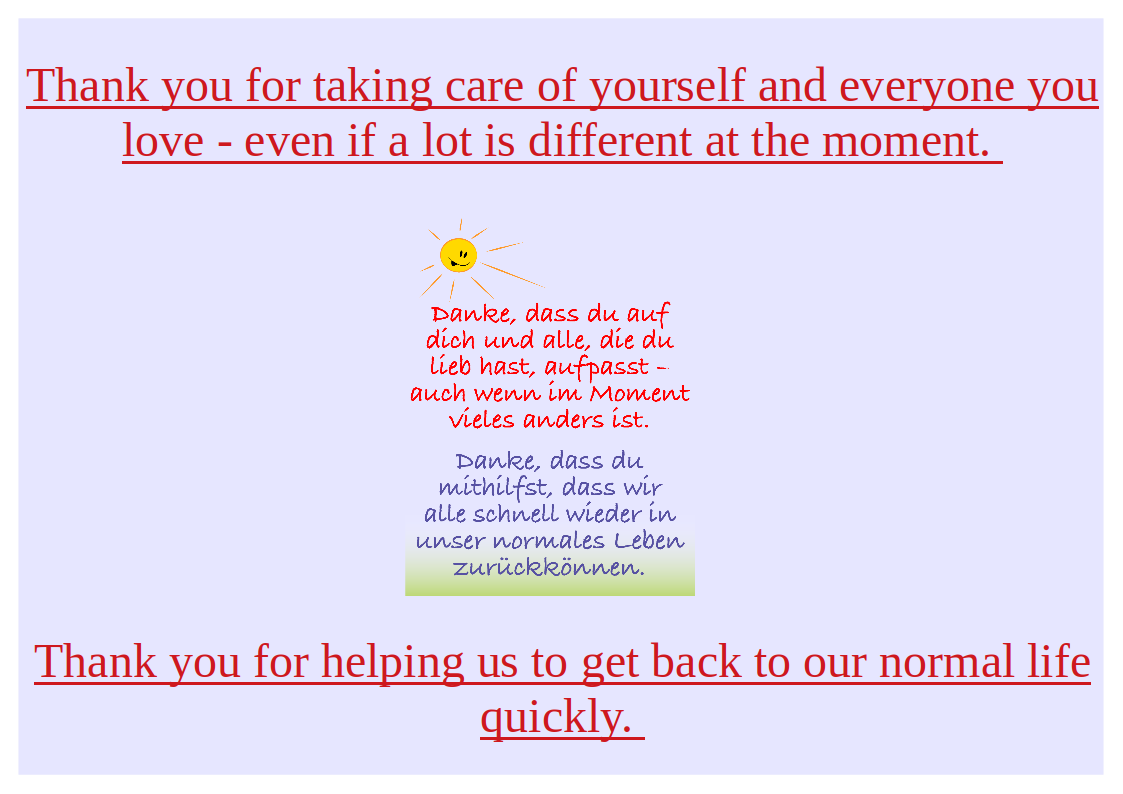 Thank you for taking care of yourself and everyone you
love - even if a lot is different at the moment.
Danke, dass du auf
dich und alle, die du
lieb hast, aufpasst -
auch wenn im Moment
vieles anders ist.
Danke, dass du
mithilfst, dass wir
alle schnell wieder in
unser normales Leben
zurückkönnen.
Thank you for helping us to get back to our normal life
quickly.